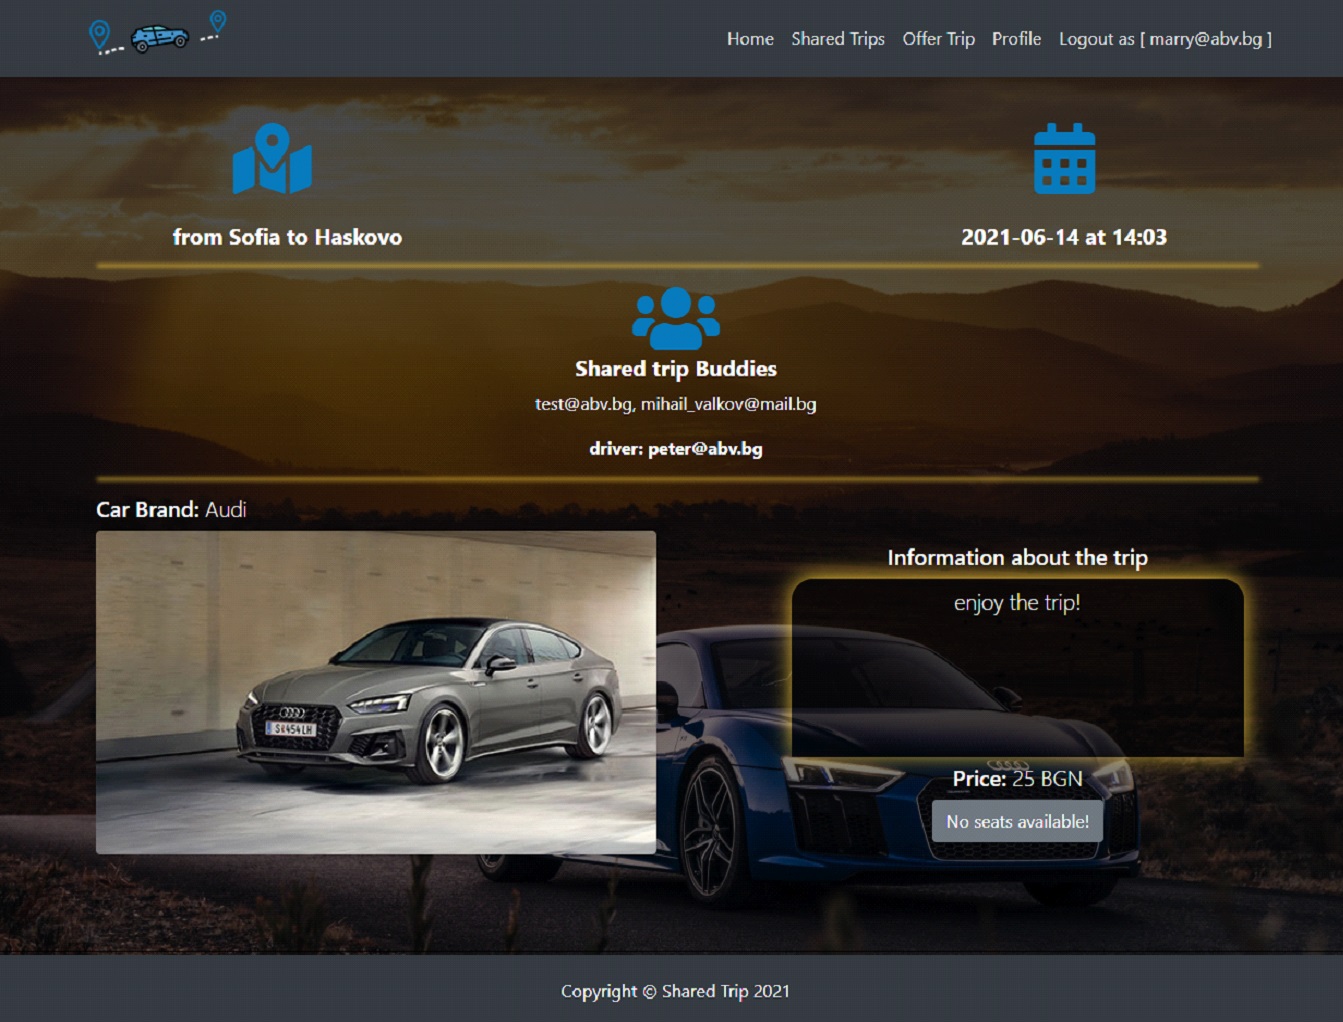 Home Shared Trips Offer Trip Profile Logout as [ marry@abv.bg ]
from Sofia to Haskovo
2021-06-14 at 14:03
Shared trip Buddies
test@abv.bg, mihail_valkov@mail.bg
driver: peter@abv.bg
Car Brand: Audi
S 454LH
Information about the trip
enjoy the trip!
Price: 25 BGN
No seats available!
Copyright © Shared Trip 2021